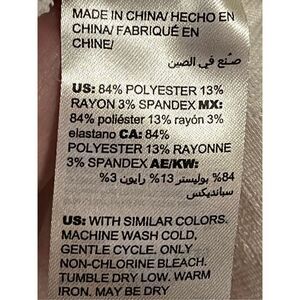 MADE IN CHINA/ HECHO EN
CHINA/ FABRIQUÉ EN
CHINE/
صنع في الصين
US: 84% POLYESTER 13%
RAYON 3% SPANDEX MX:
84% poliéster 13% rayón 3%
elastano CA: 84%
POLYESTER 13% RAYONNE
3% SPANDEX AE/KW:
84% بوليستر 13% رايون 3%
سباندیکس
US: WITH SIMILAR COLORS.
MACHINE WASH COLD,
GENTLE CYCLE. ONLY
NON-CHLORINE BLEACH.
TUMBLE DRY LOW. WARM
IRON. MAY BE DRY